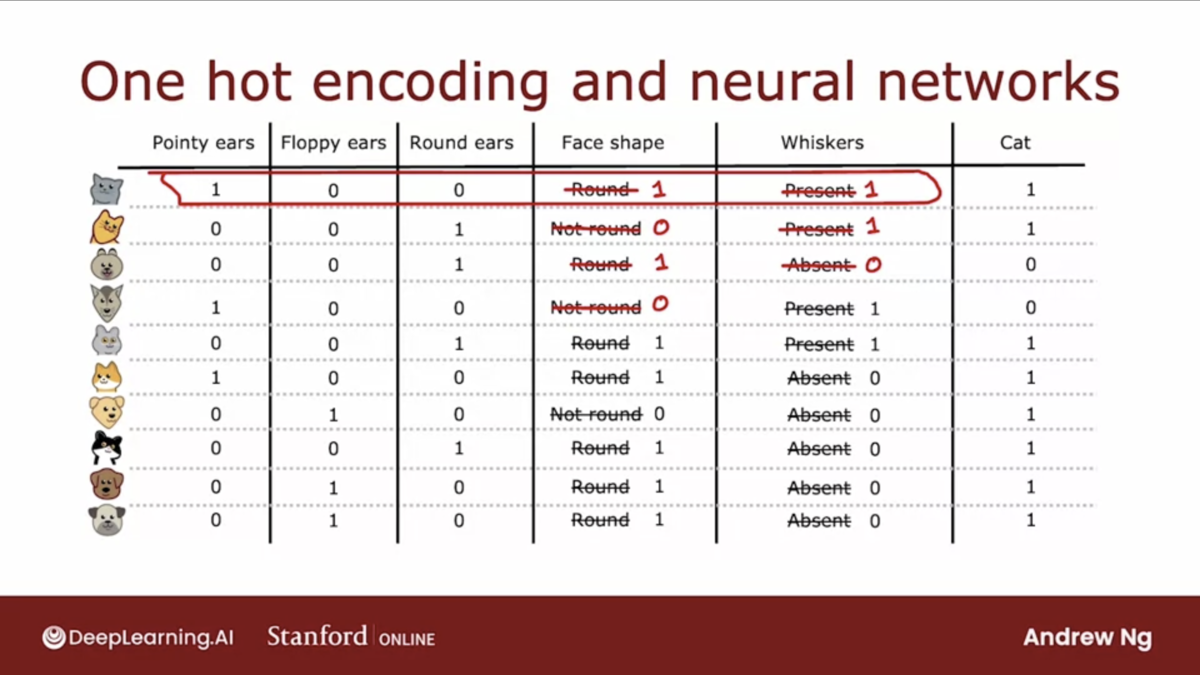 One hot encoding and neural networks
Pointy ears Floppy ears Round ears Face shape Whiskers Cat
1 0 0 Round 1 Present 1 1
0 0 1 Not round 0 Present 1 1
0 0 1 Round 1 Absent 0 0
1 0 0 Not round 0 Present 1 0
0 0 1 Round 1 Present 1 1
1 0 0 Round 1 Absent 0 1
0 1 0 Not round 0 Absent 0 1
0 0 1 Round 1 Absent 0 1
0 1 0 Round 1 Absent 0 1
0 1 0 Round 1 Absent 0 1
DeepLearning.AI Stanford ONLINE Andrew Ng